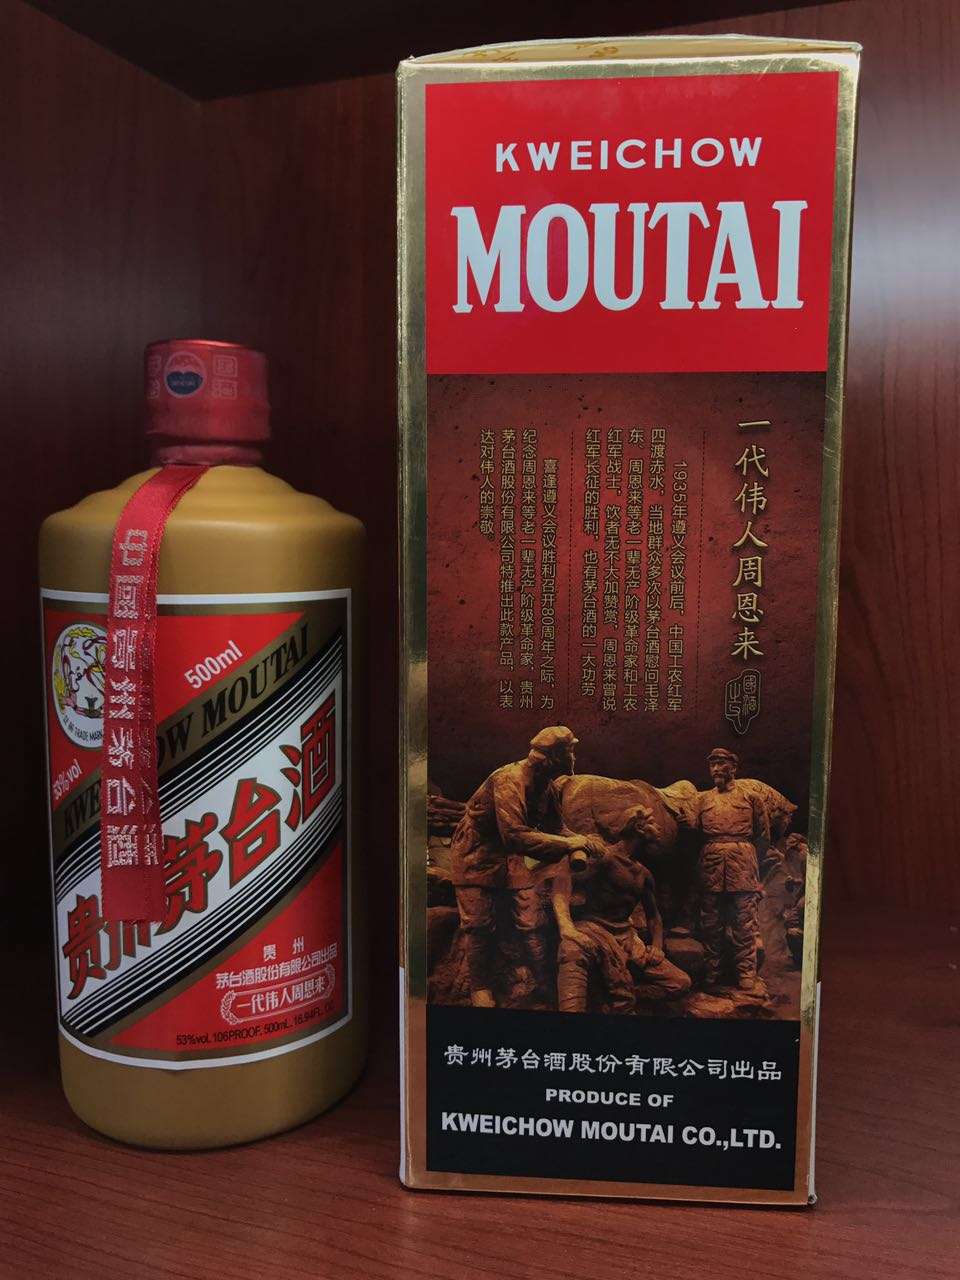 KWEICHOW
MOUTAI
一代伟人周恩来
国酒
1935年遵义会议前后，中国工农红军
四渡赤水，当地群众多次以茅台酒慰问毛泽
东、周恩来等老一辈无产阶级革命家和工农
红军战士，饮者无不大加赞赏，周恩来曾说
红军长征的胜利，也有茅台酒的一大功劳
喜逢遵义会议胜利召开80周年之际，为
纪念周恩来等老一辈无产阶级革命家，贵州
茅台酒股份有限公司特推出此款产品，以表
达对伟人的崇敬。
贵州茅台酒股份有限公司出品
PRODUCE OF
KWEICHOW MOUTAI CO.,LTD.
500ml
TRADE MARK
53%vol
KWE
OW MOUTAI
贵州茅台酒
贵州
茅台酒股份有限公司出品
一代伟人周恩来
53%vol. 106PROOF. 500mL. 16.94FL.